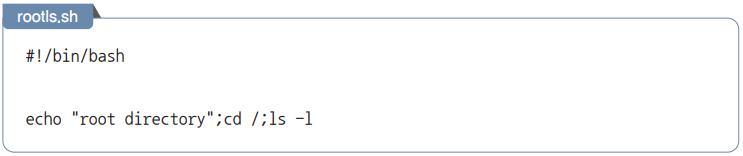 rootls.sh
#!/bin/bash
echo "root directory";cd /;ls -l